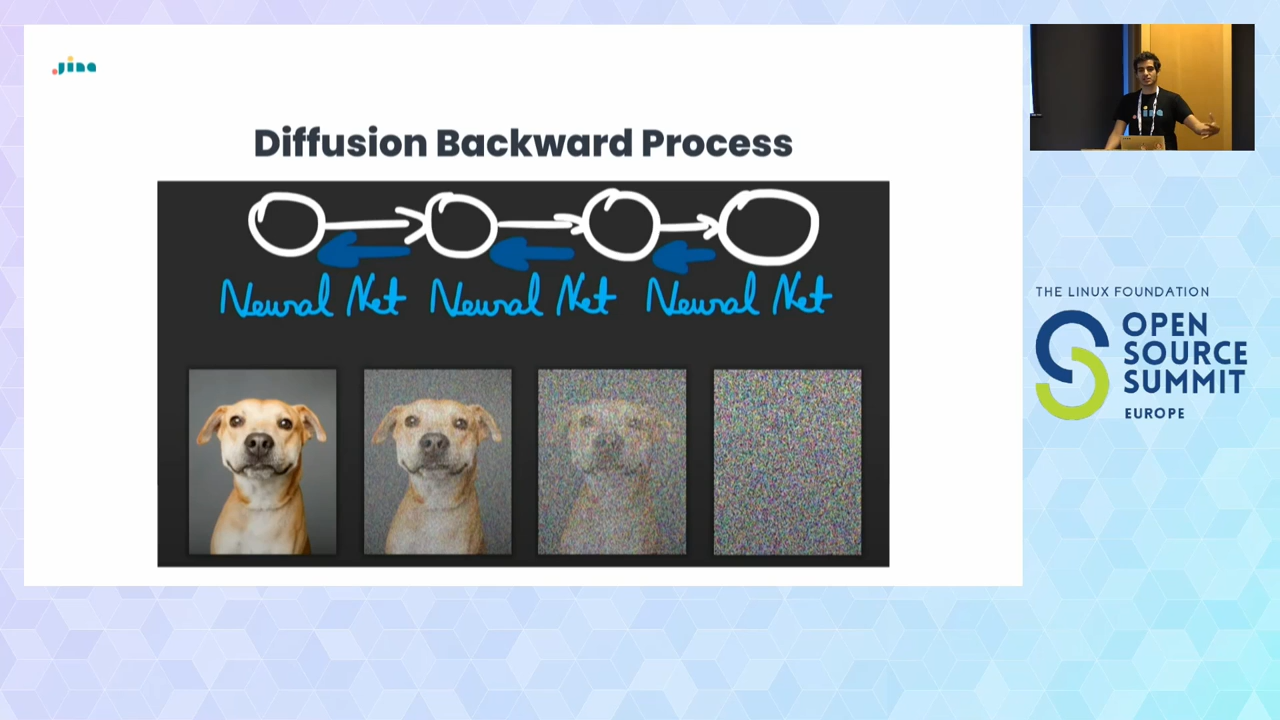 Jina
Diffusion Backward Process
Neural Net Neural Net Neural Net
THE LINUX FOUNDATION
OPEN
SOURCE
SUMMIT
EUROPE